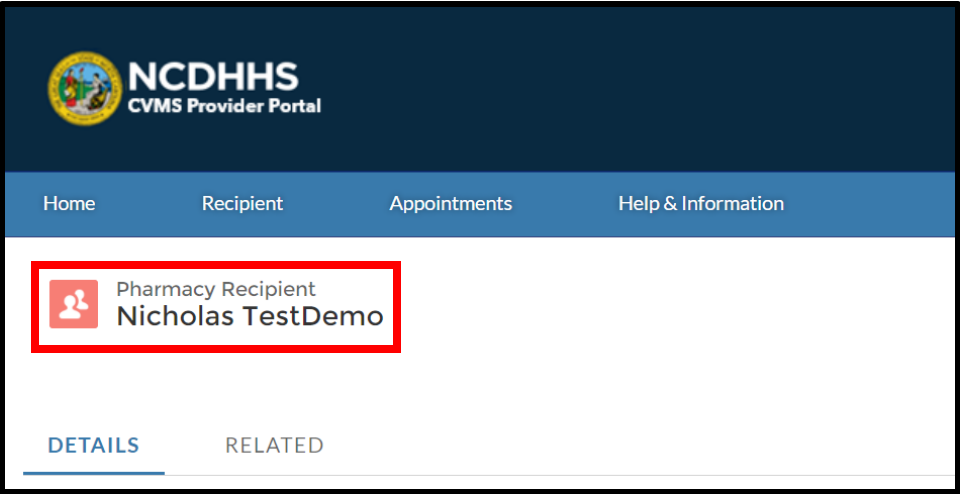 NCDHHS
CVMS Provider Portal
Home Recipient Appointments Help & Information
Pharmacy Recipient
Nicholas TestDemo
DETAILS RELATED